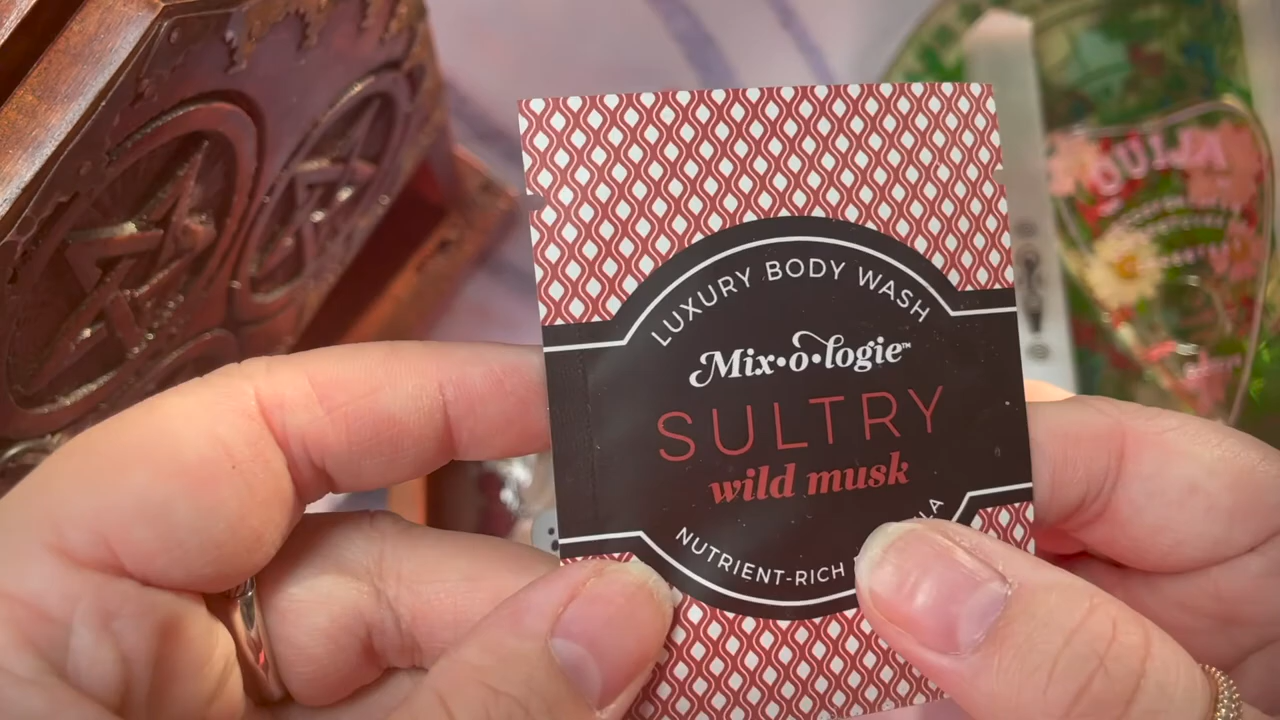 LUXURY BODY WASH
Mix•o•logie™
SULTRY
wild musk
NUTRIENT-RICH